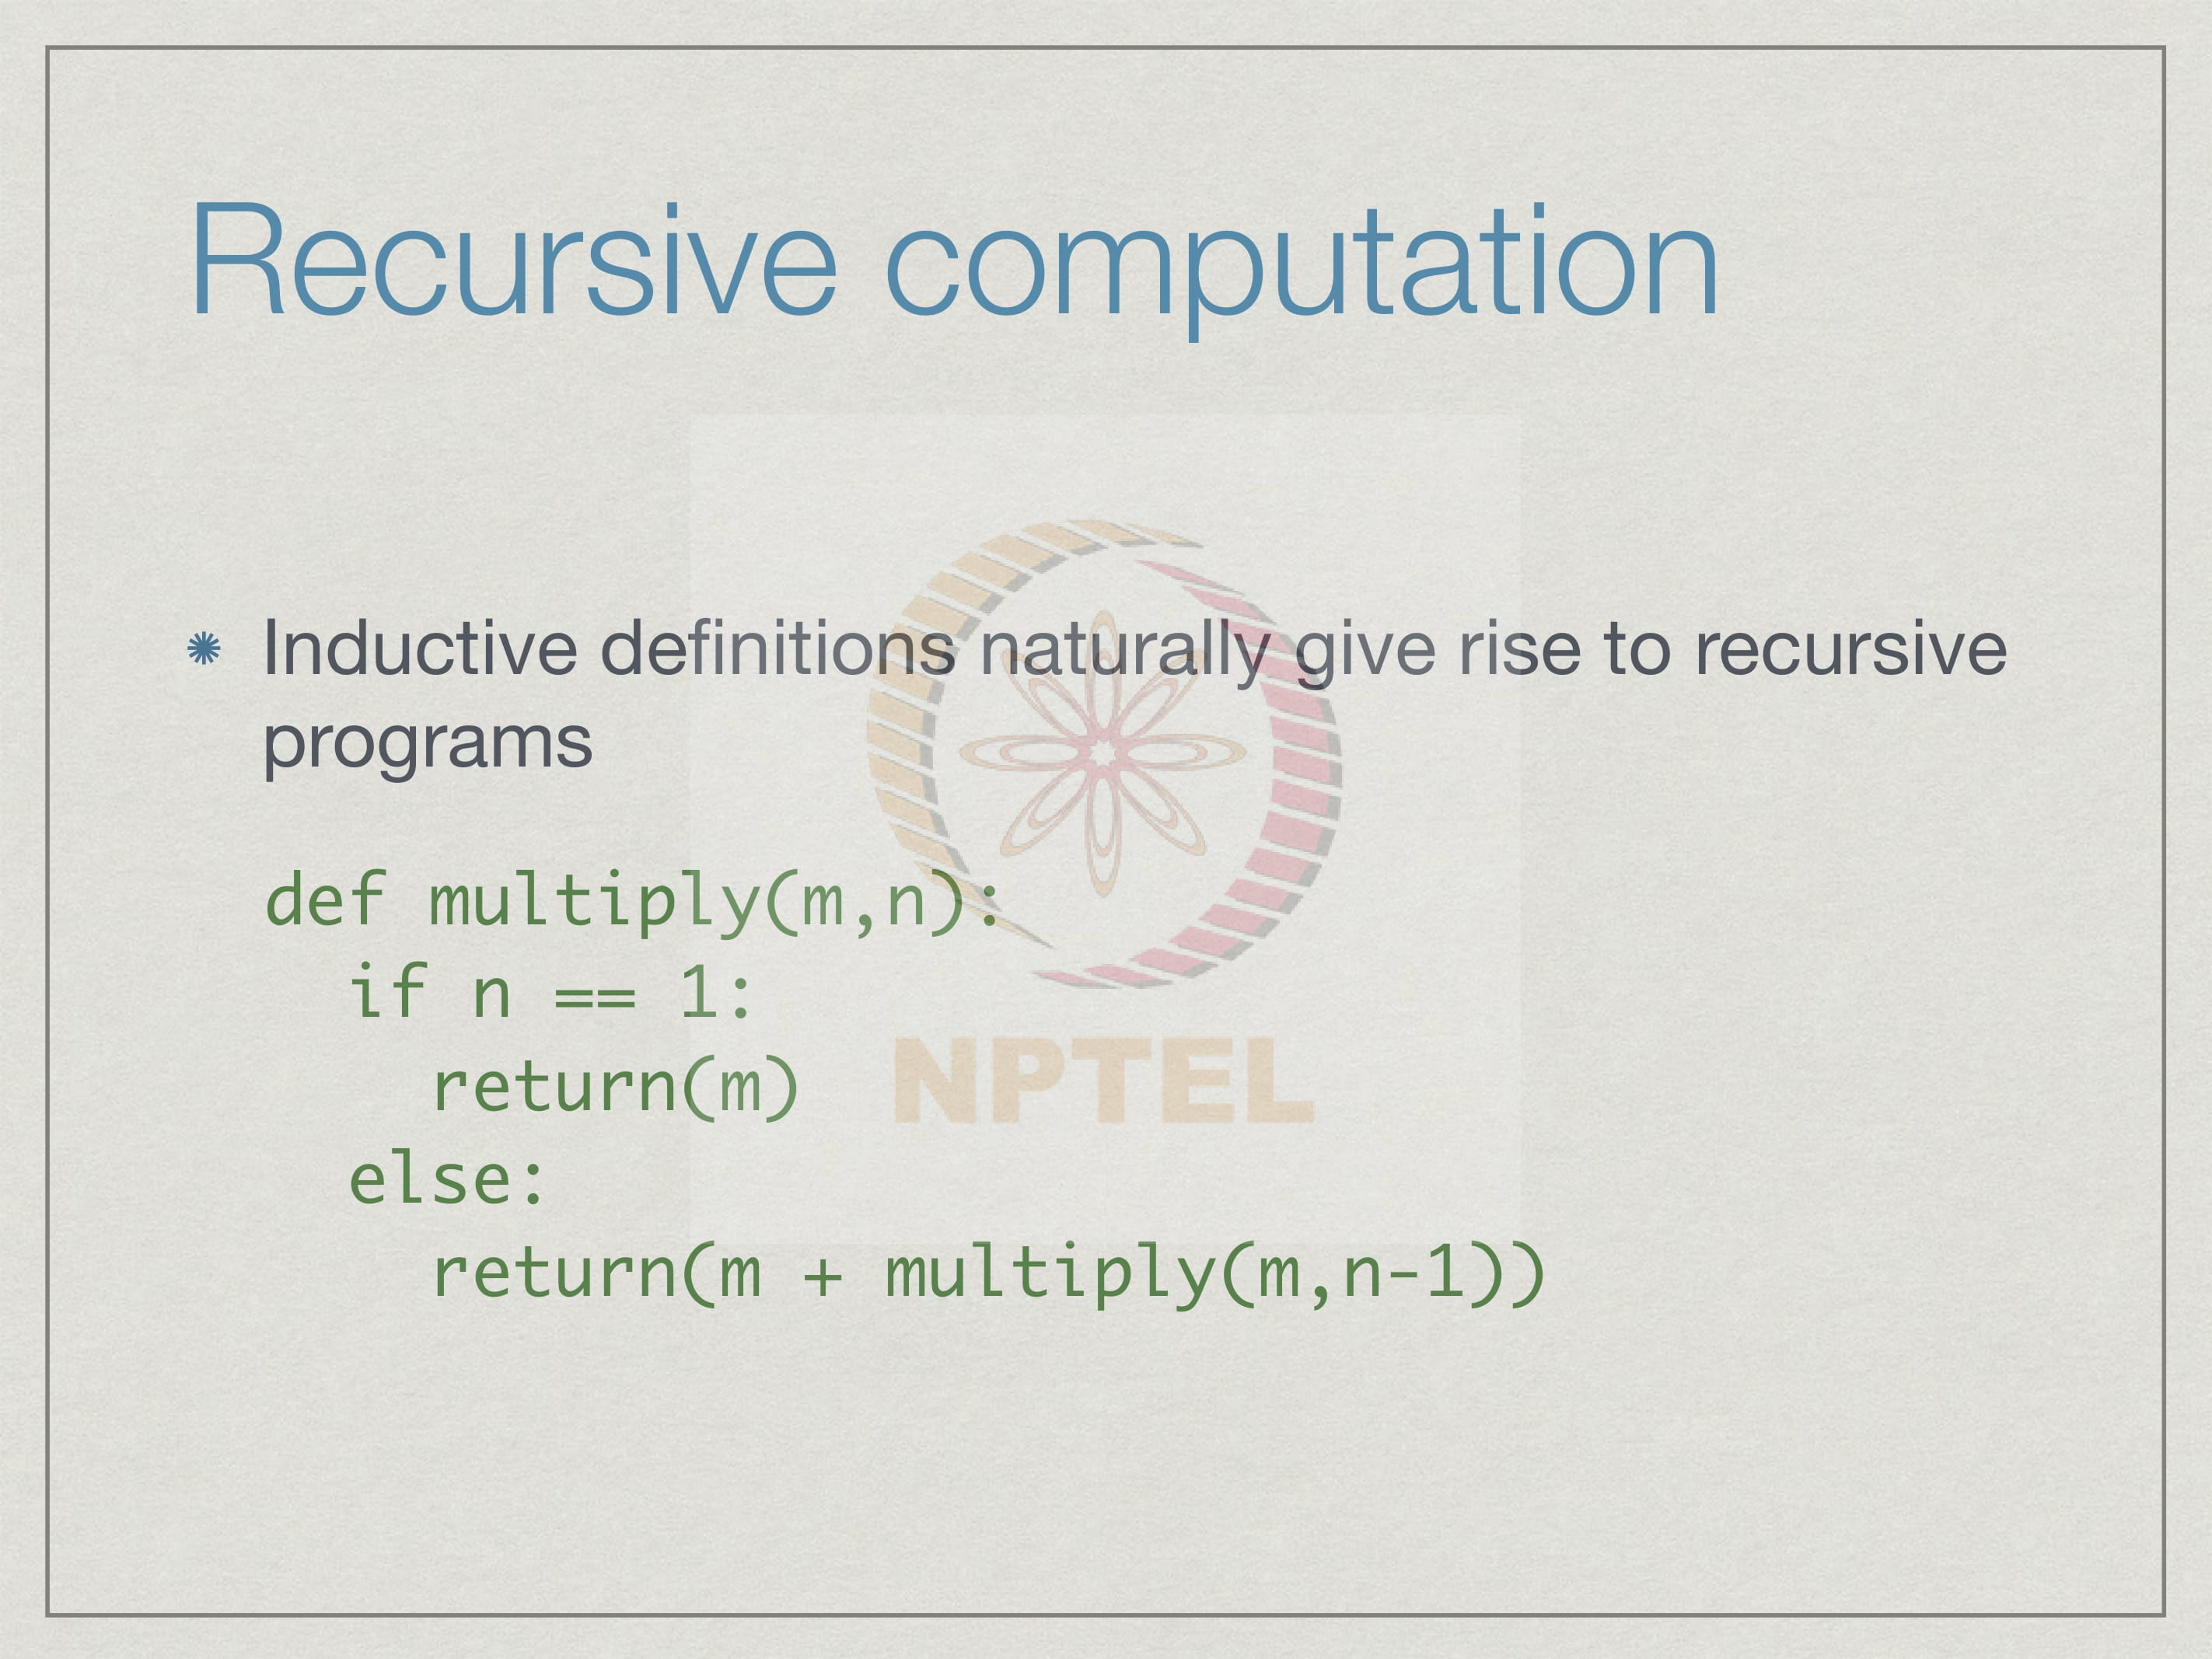 Recursive computation
Inductive definitions naturally give rise to recursive
programs
def multiply(m,n):
  if n == 1:
    return(m)
  else:
    return(m + multiply(m,n-1))
NPTEL